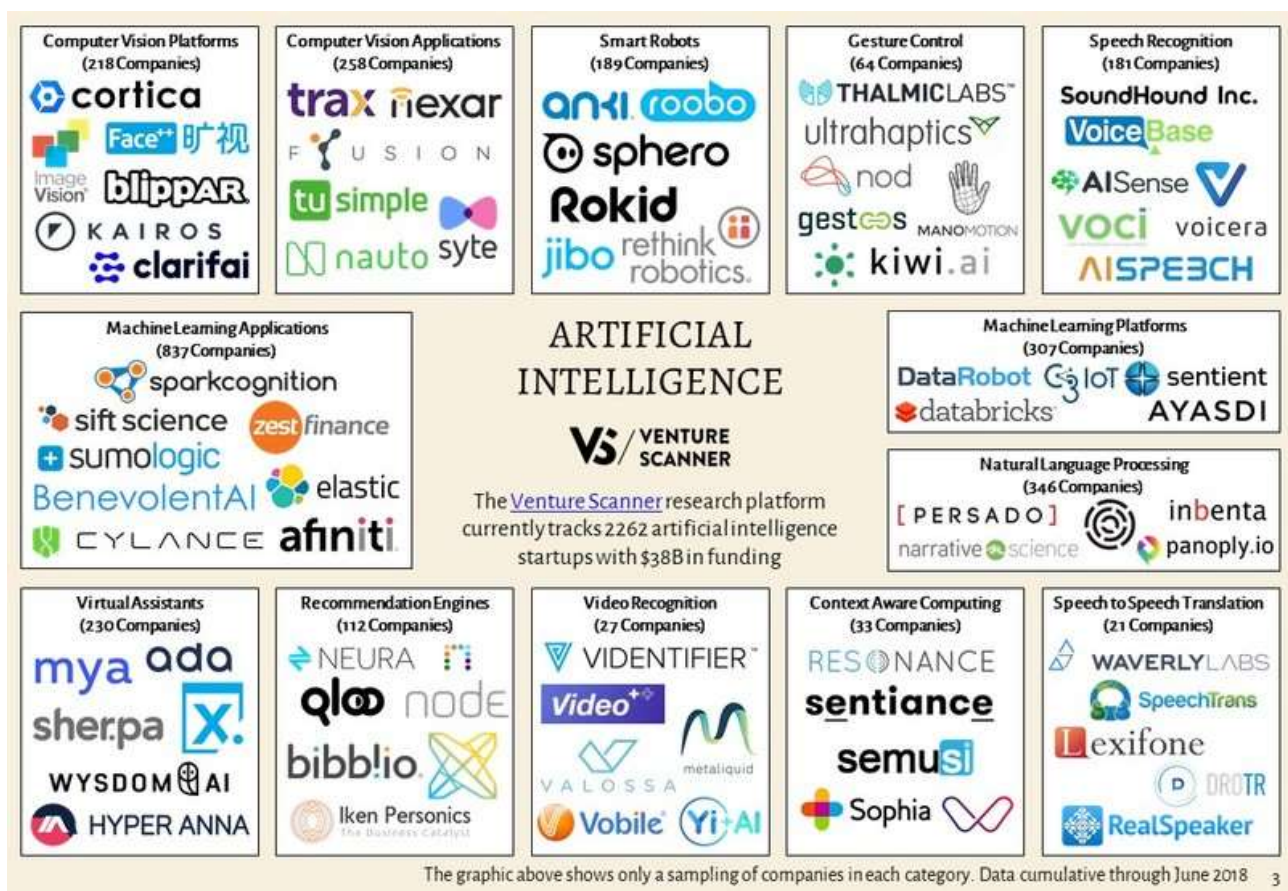 Computer Vision Platforms
(218 Companies)
cortica
Face++ 旷视
Image
Vision®
blippAR
KAIROS
clarifai
Computer Vision Applications
(258 Companies)
trax nexar
FYUSION
tusimple
nauto
syte
Smart Robots
(189 Companies)
anki. roobo
sphero
Rokid
jibo
rethink
robotics.
Gesture Control
(64 Companies)
THALMICLABS™
ultrahaptics
nod
gestoos
MANOMOTION
kiwi.ai
Speech Recognition
(181 Companies)
SoundHound Inc.
VoiceBase
AISense
voci voicera
AISPEECH
Machine Learning Applications
(837 Companies)
sparkcognition
sift science
zestfinance
sumologic
BenevolentAI
elastic
CYLANCE afiniti
ARTIFICIAL
INTELLIGENCE
VS/VENTURE
SCANNER
The Venture Scanner research platform
currently tracks 2262 artificial intelligence
startups with $38B in funding
Machine Learning Platforms
(307 Companies)
DataRobot C3 IoT sentient
databricks AYASDI
Natural Language Processing
(346 Companies)
[PERSADO] inbenta
narrative science panoply.io
Virtual Assistants
(230 Companies)
mya ada
sher.pa X.
WYSDOM AI
HYPER ANNA
Recommendation Engines
(112 Companies)
NEURA n
qloo node
bibblio.
Iken Personics
The Business Catalyst
Video Recognition
(27 Companies)
VIDENTIFIER™
Video++
metaliquid
VALOSSA
Vobile® Yi+AI
Context Aware Computing
(33 Companies)
RESONANCE
sentiance
semusi
Sophia
Speech to Speech Translation
(21 Companies)
WAVERLYLABS
SpeechTrans
Lexifone
D DROTR
RealSpeaker
The graphic above shows only a sampling of companies in each category. Data cumulative through June 2018 3